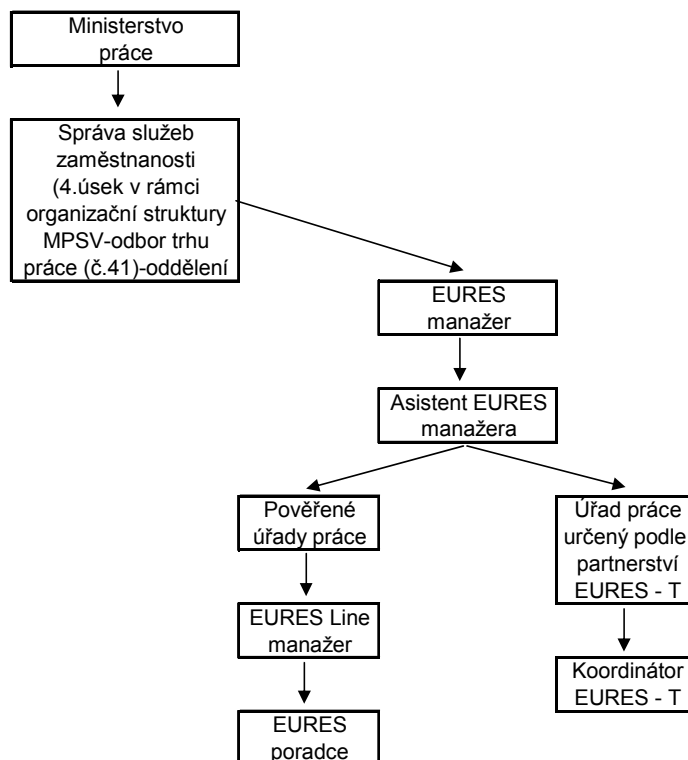 Ministerstvo
práce
Správa služeb
zaměstnanosti
(4.úsek v rámci
organizační struktury
MPSV-odbor trhu
práce (č.41)-oddělení
EURES
manažer
Asistent EURES
manažera
Pověřené
úřady práce
Úřad práce
určený podle
partnerství
EURES - T
EURES Line
manažer
Koordinátor
EURES - T
EURES
poradce